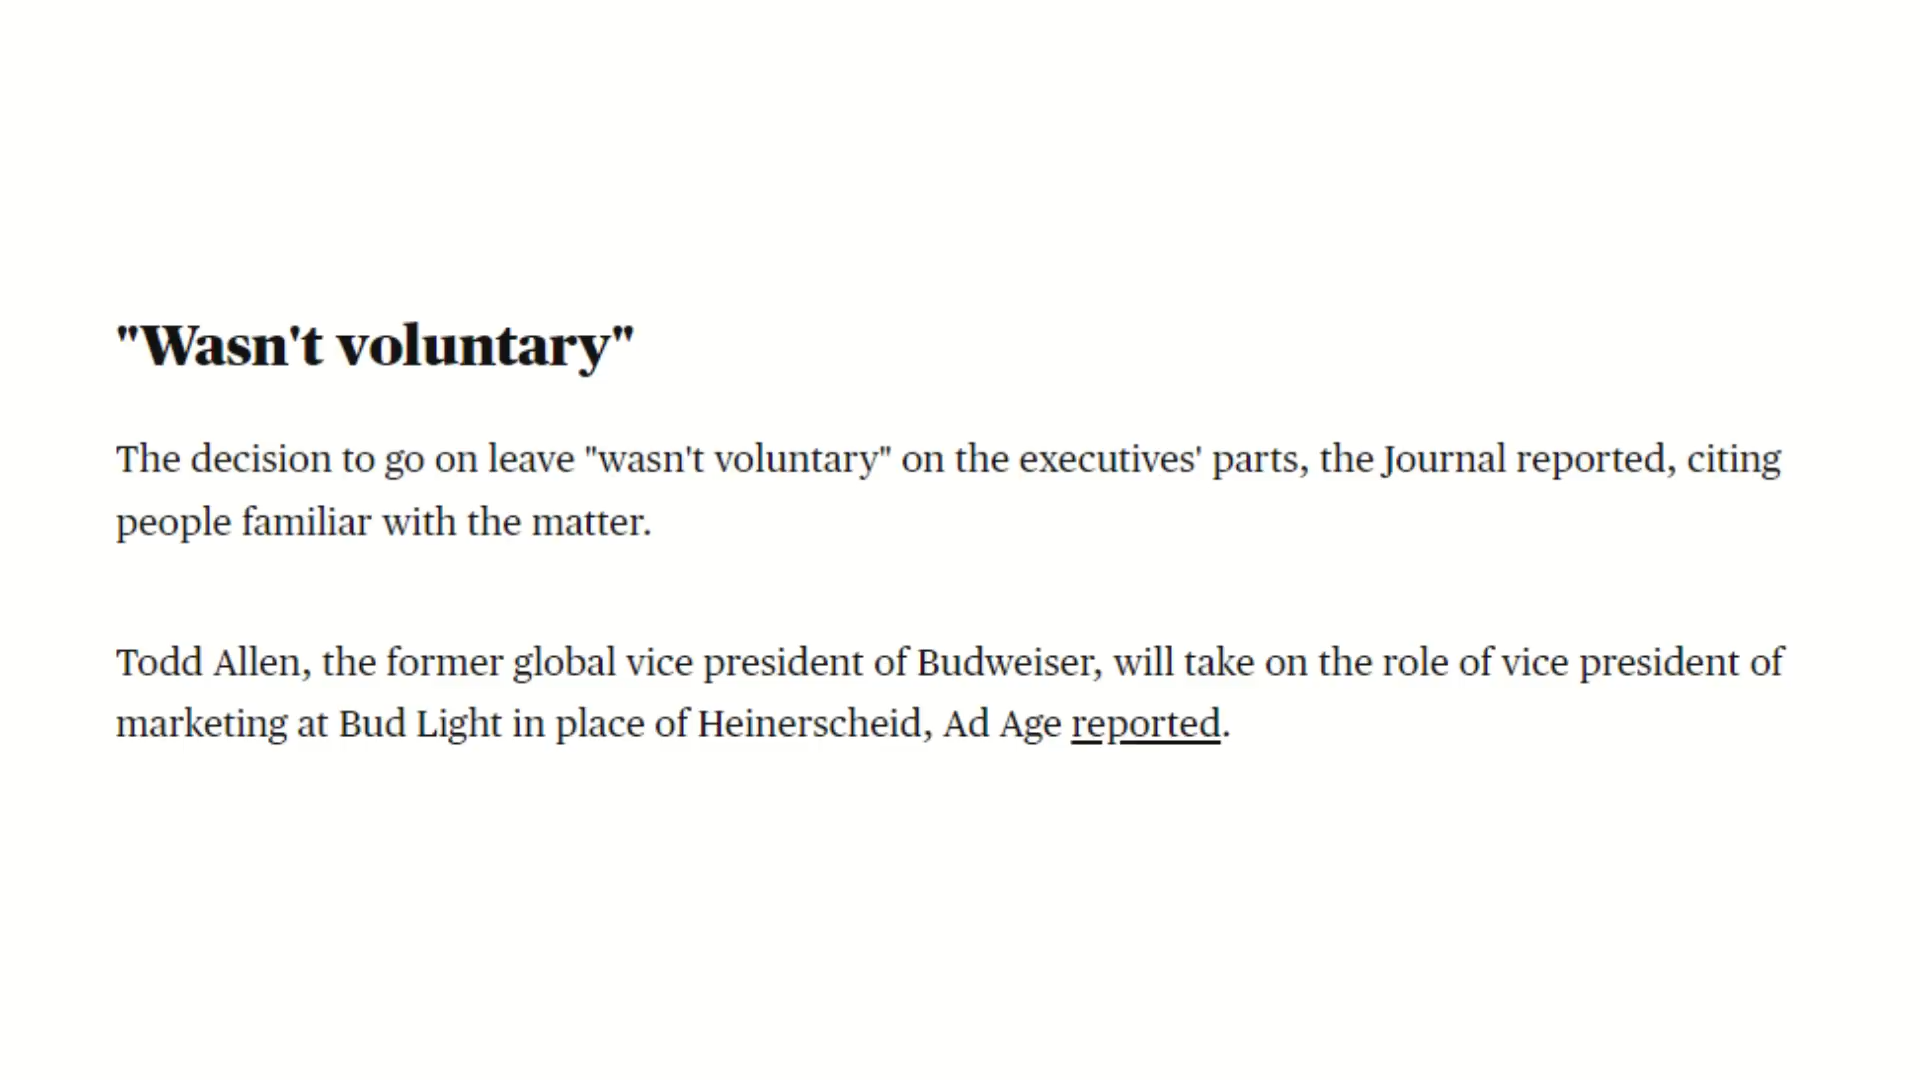 "Wasn't voluntary"
The decision to go on leave "wasn't voluntary" on the executives' parts, the Journal reported, citing
people familiar with the matter.
Todd Allen, the former global vice president of Budweiser, will take on the role of vice president of
marketing at Bud Light in place of Heinerscheid, Ad Age reported.